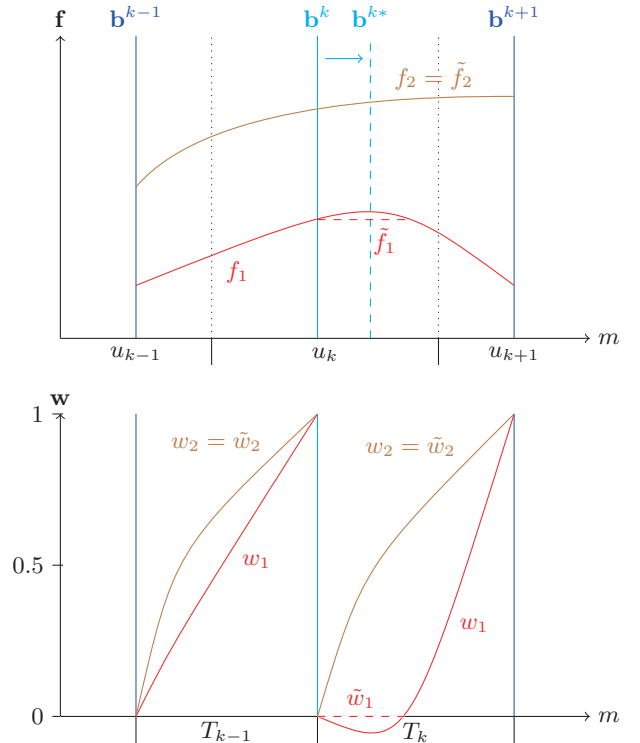 f b^{k-1} b^k b^{k*} b^{k+1}
f_2 = \tilde{f}_2
\tilde{f}_1
f_1
m
u_{k-1} u_k u_{k+1}
w
1
w_2 = \tilde{w}_2 w_2 = \tilde{w}_2
0.5 w_1
w_1
\tilde{w}_1
0 m
T_{k-1} T_k